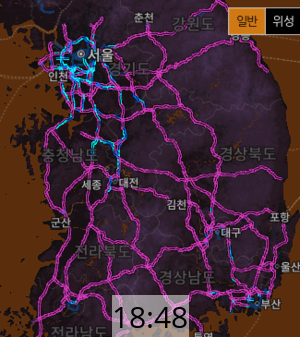 춘천
강원도
일반 위성
서울
인천
경기도
충청남도
경상북도
세종 대전
김천
군산
포항
대구
전라북도
울산
경상남도
부산
18:48
전라남도
통영